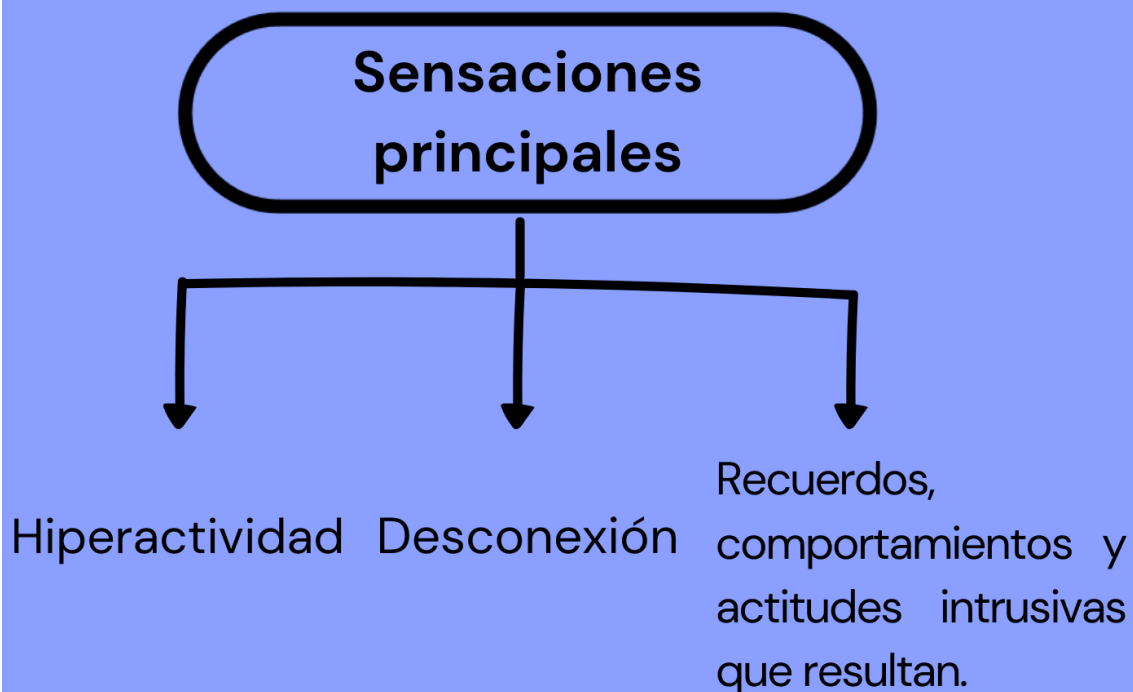 Sensaciones
principales
Hiperactividad
Desconexión
Recuerdos,
comportamientos y
actitudes intrusivas
que resultan.